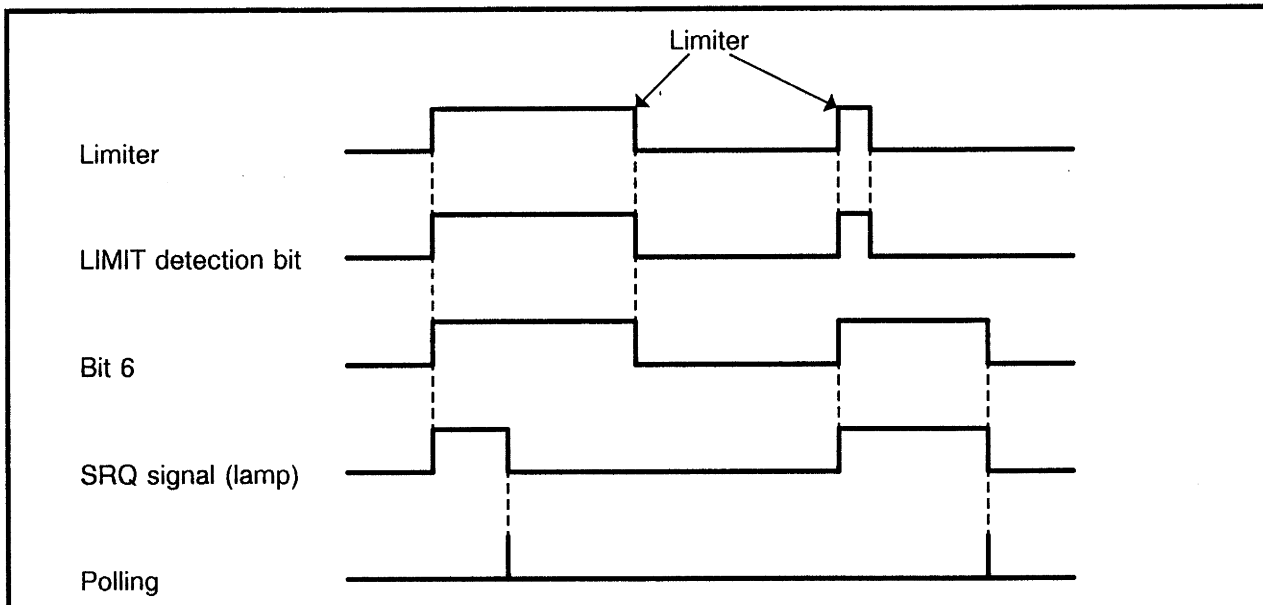 Limiter
Limiter
LIMIT detection bit
Bit 6
SRQ signal (lamp)
Polling